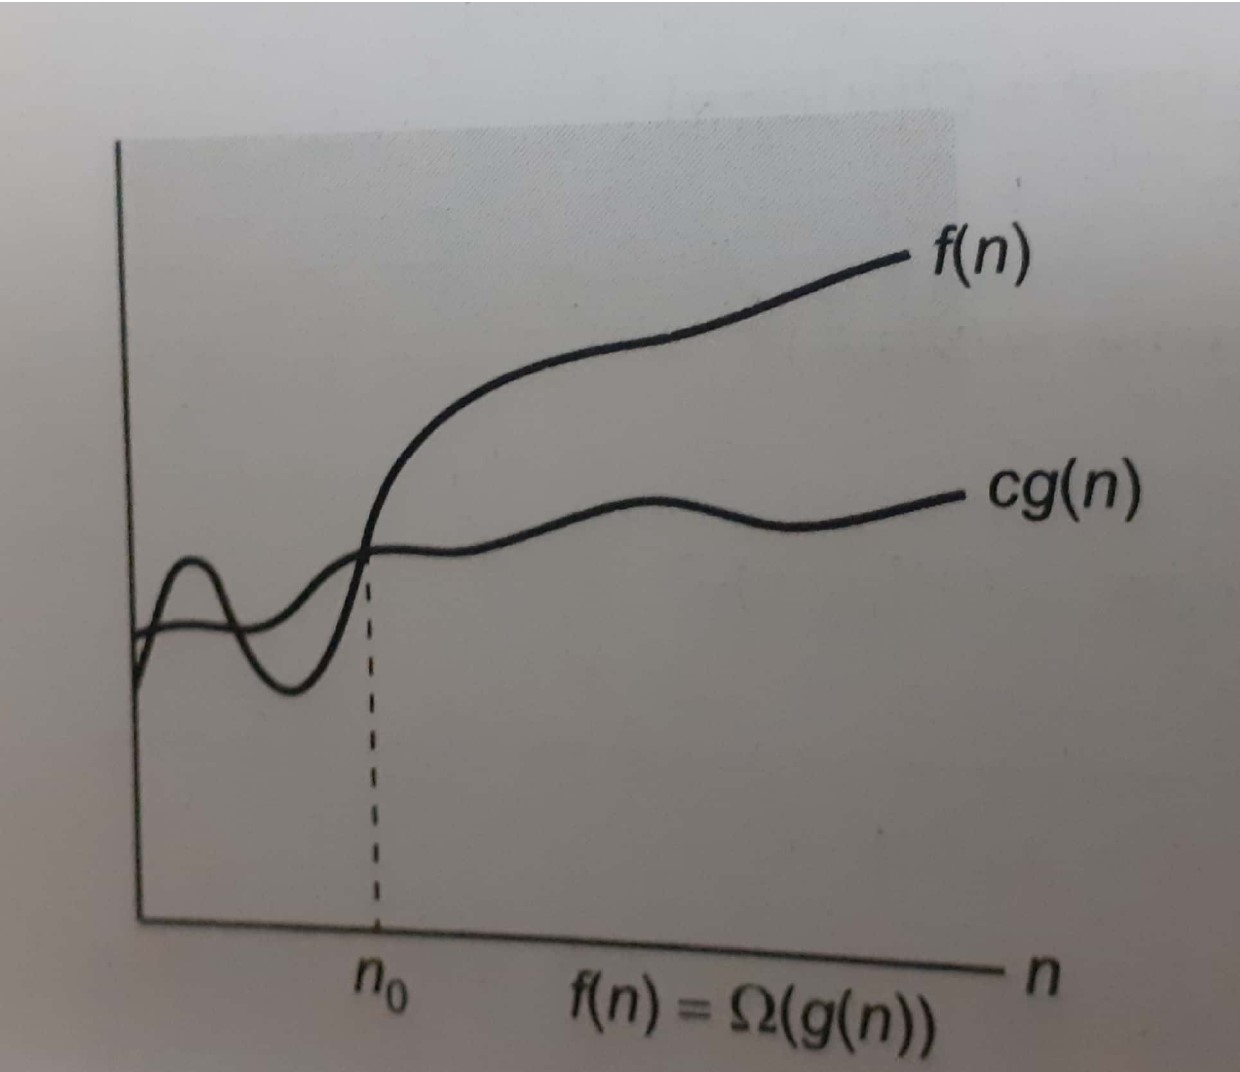 f(n)
cg(n)
n₀
n
f(n) = Ω(g(n))